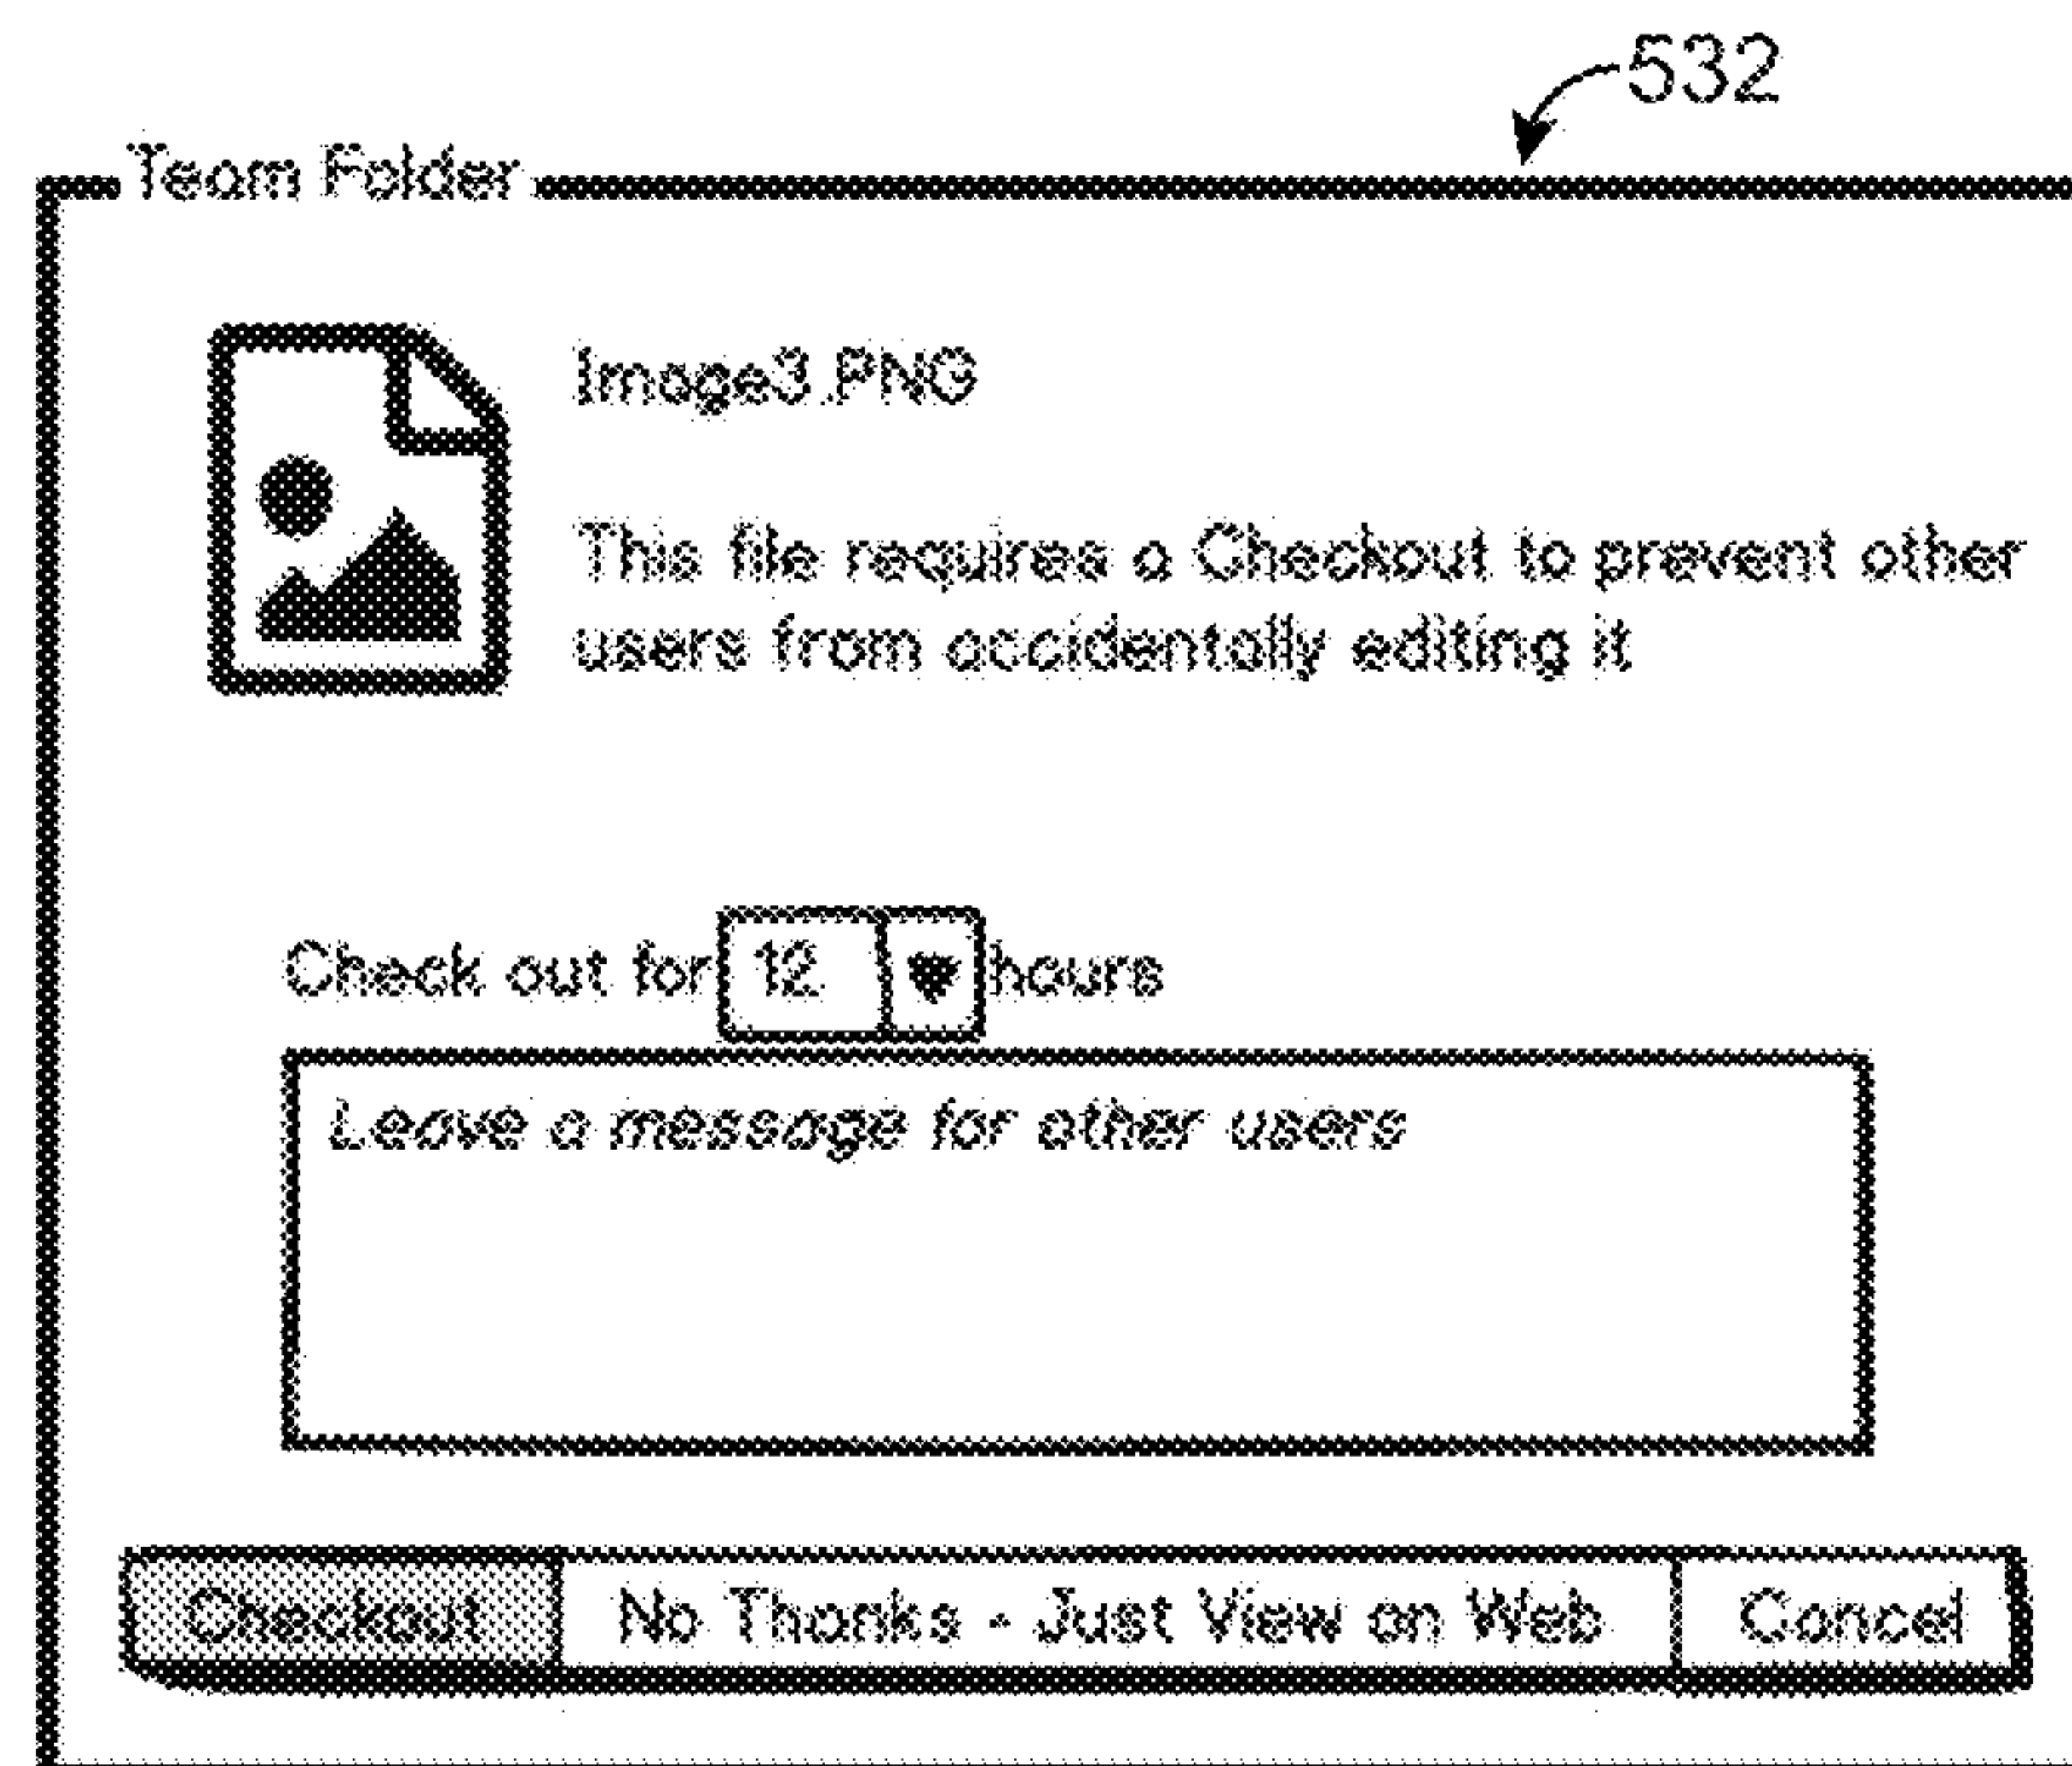 532
Team Folder
Image3.PNG
This file requires a Checkout to prevent other
users from accidentally editing it
Check out for 12 hours
Leave a message for other users
Checkout No Thanks - Just View on Web Cancel